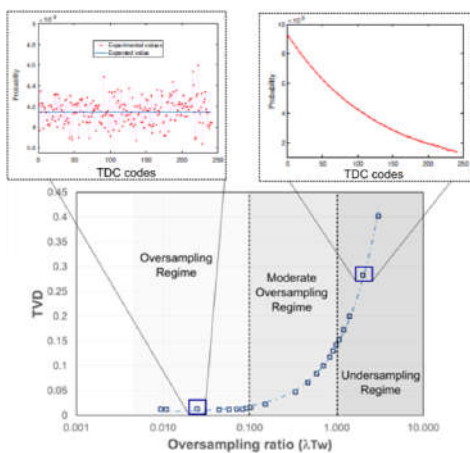 Probability
Experimental values
Expected value
0 50 100 150 200 250
TDC codes
Probability
0 50 100 150 200 250
TDC codes
0.45
0.4
0.35
0.3
0.25
0.2
0.15
0.1
0.05
0
TVD
Oversampling
Regime
Moderate
Oversampling
Regime
Undersampling
Regime
0.001 0.010 0.100 1.000 10.000
Oversampling ratio (λTw)